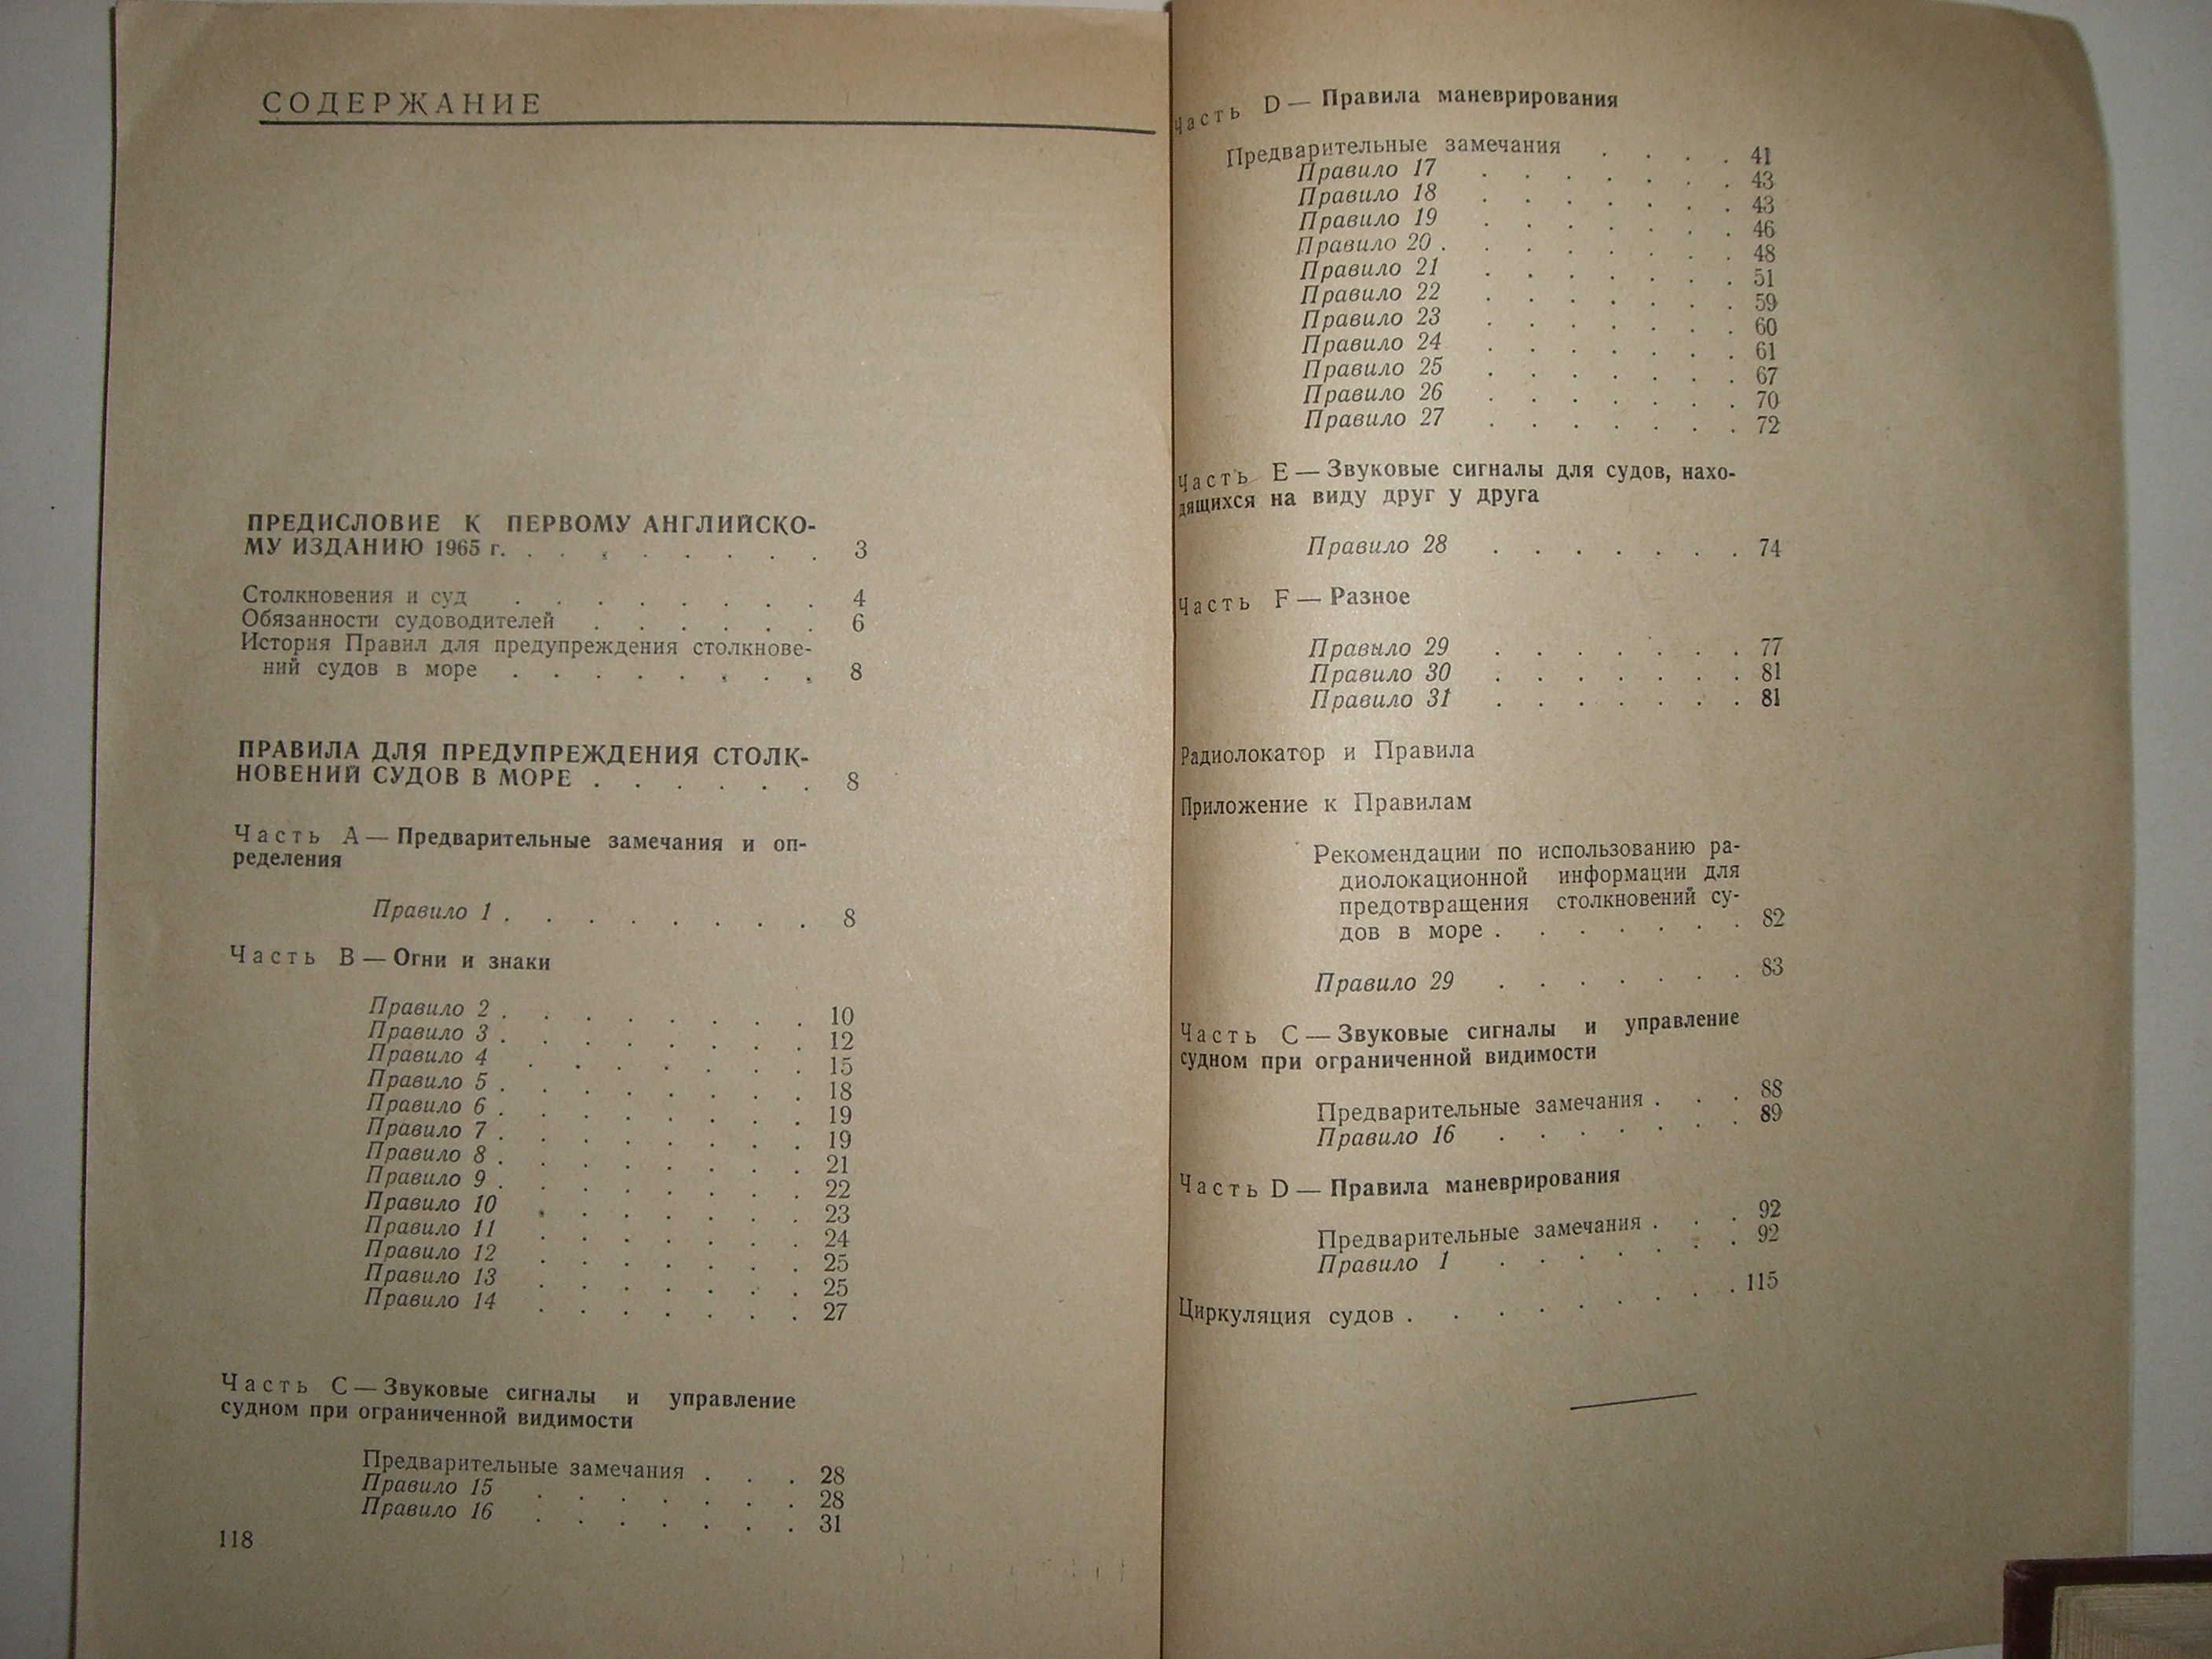 СОДЕРЖАНИЕ
ПРЕДИСЛОВИЕ К ПЕРВОМУ АНГЛИЙСКО-
МУ ИЗДАНИЮ 1965 г. . . . . . . . . 3
Столкновения и суд . . . . . . . . 4
Обязанности судоводителей . . . . . . 6
История Правил для предупреждения столкнове-
ний судов в море . . . . . . . . 8
ПРАВИЛА ДЛЯ ПРЕДУПРЕЖДЕНИЯ СТОЛК-
НОВЕНИЙ СУДОВ В МОРЕ . . . . . . 8
Часть A — Предварительные замечания и оп-
ределения
Правило 1 . . . . . . . . 8
Часть B — Огни и знаки
Правило 2 . . . . . . . . 10
Правило 3 . . . . . . . . 12
Правило 4 . . . . . . . 15
Правило 5 . . . . . . . . 18
Правило 6 . . . . . . . . 19
Правило 7 . . . . . . . . 19
Правило 8 . . . . . . . . 21
Правило 9 . . . . . . . . 22
Правило 10 . . . . . . . 23
Правило 11 . . . . . . . 24
Правило 12 . . . . . . . 25
Правило 13 . . . . . . . 25
Правило 14 . . . . . . . 27
Часть C — Звуковые сигналы и управление
судном при ограниченной видимости
Предварительные замечания . . . 28
Правило 15 . . . . . . . 28
Правило 16 . . . . . . . 31
118
Часть D — Правила маневрирования
Предварительные замечания . . . . 41
Правило 17 . . . . . . . 43
Правило 18 . . . . . . . 43
Правило 19 . . . . . . . 46
Правило 20 . . . . . . . . 48
Правило 21 . . . . . . . 51
Правило 22 . . . . . . . 59
Правило 23 . . . . . . . 60
Правило 24 . . . . . . . 61
Правило 25 . . . . . . . 67
Правило 26 . . . . . . . 70
Правило 27 . . . . . . . 72
Часть E — Звуковые сигналы для судов, нахо-
дящихся на виду друг у друга
Правило 28 . . . . . . . 74
Часть F — Разное
Правыло 29 . . . . . . . 77
Правило 30 . . . . . . . 81
Правило 31 . . . . . . . 81
Радиолокатор и Правила
Приложение к Правилам
Рекомендации по использованию ра-
диолокационной информации для
предотвращения столкновений су-
дов в море . . . . . . . 82
Правило 29 . . . . . . . 83
Часть C — Звуковые сигналы и управление
судном при ограниченной видимости
Предварительные замечания . . . 88
Правило 16 . . . . . . . 89
Часть D — Правила маневрирования
Предварительные замечания . . . 92
Правило 1 . . . . . . . 92
Циркуляция судов . . . . . . . . . 115